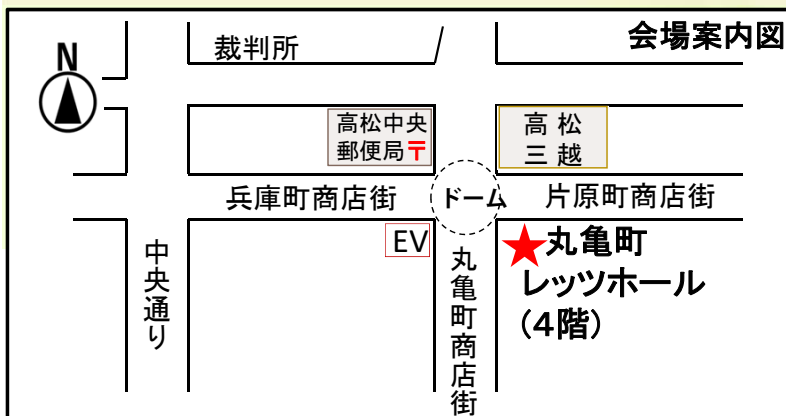 会場案内図
N
裁判所
高松中央
郵便局〒
高松
三越
兵庫町商店街
ドーム
片原町商店街
EV
★丸亀町
レッツホール
(4階)
中央通り
丸亀町商店街